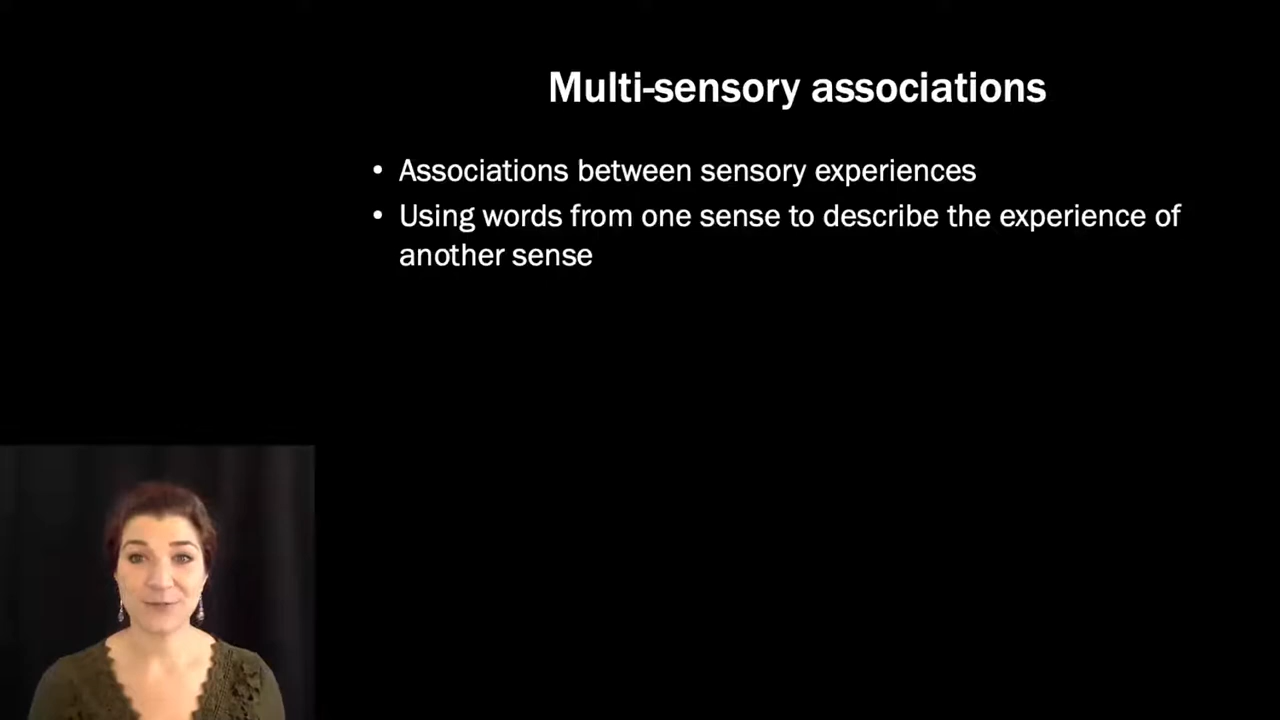 Multi-sensory associations
• Associations between sensory experiences
• Using words from one sense to describe the experience of
another sense